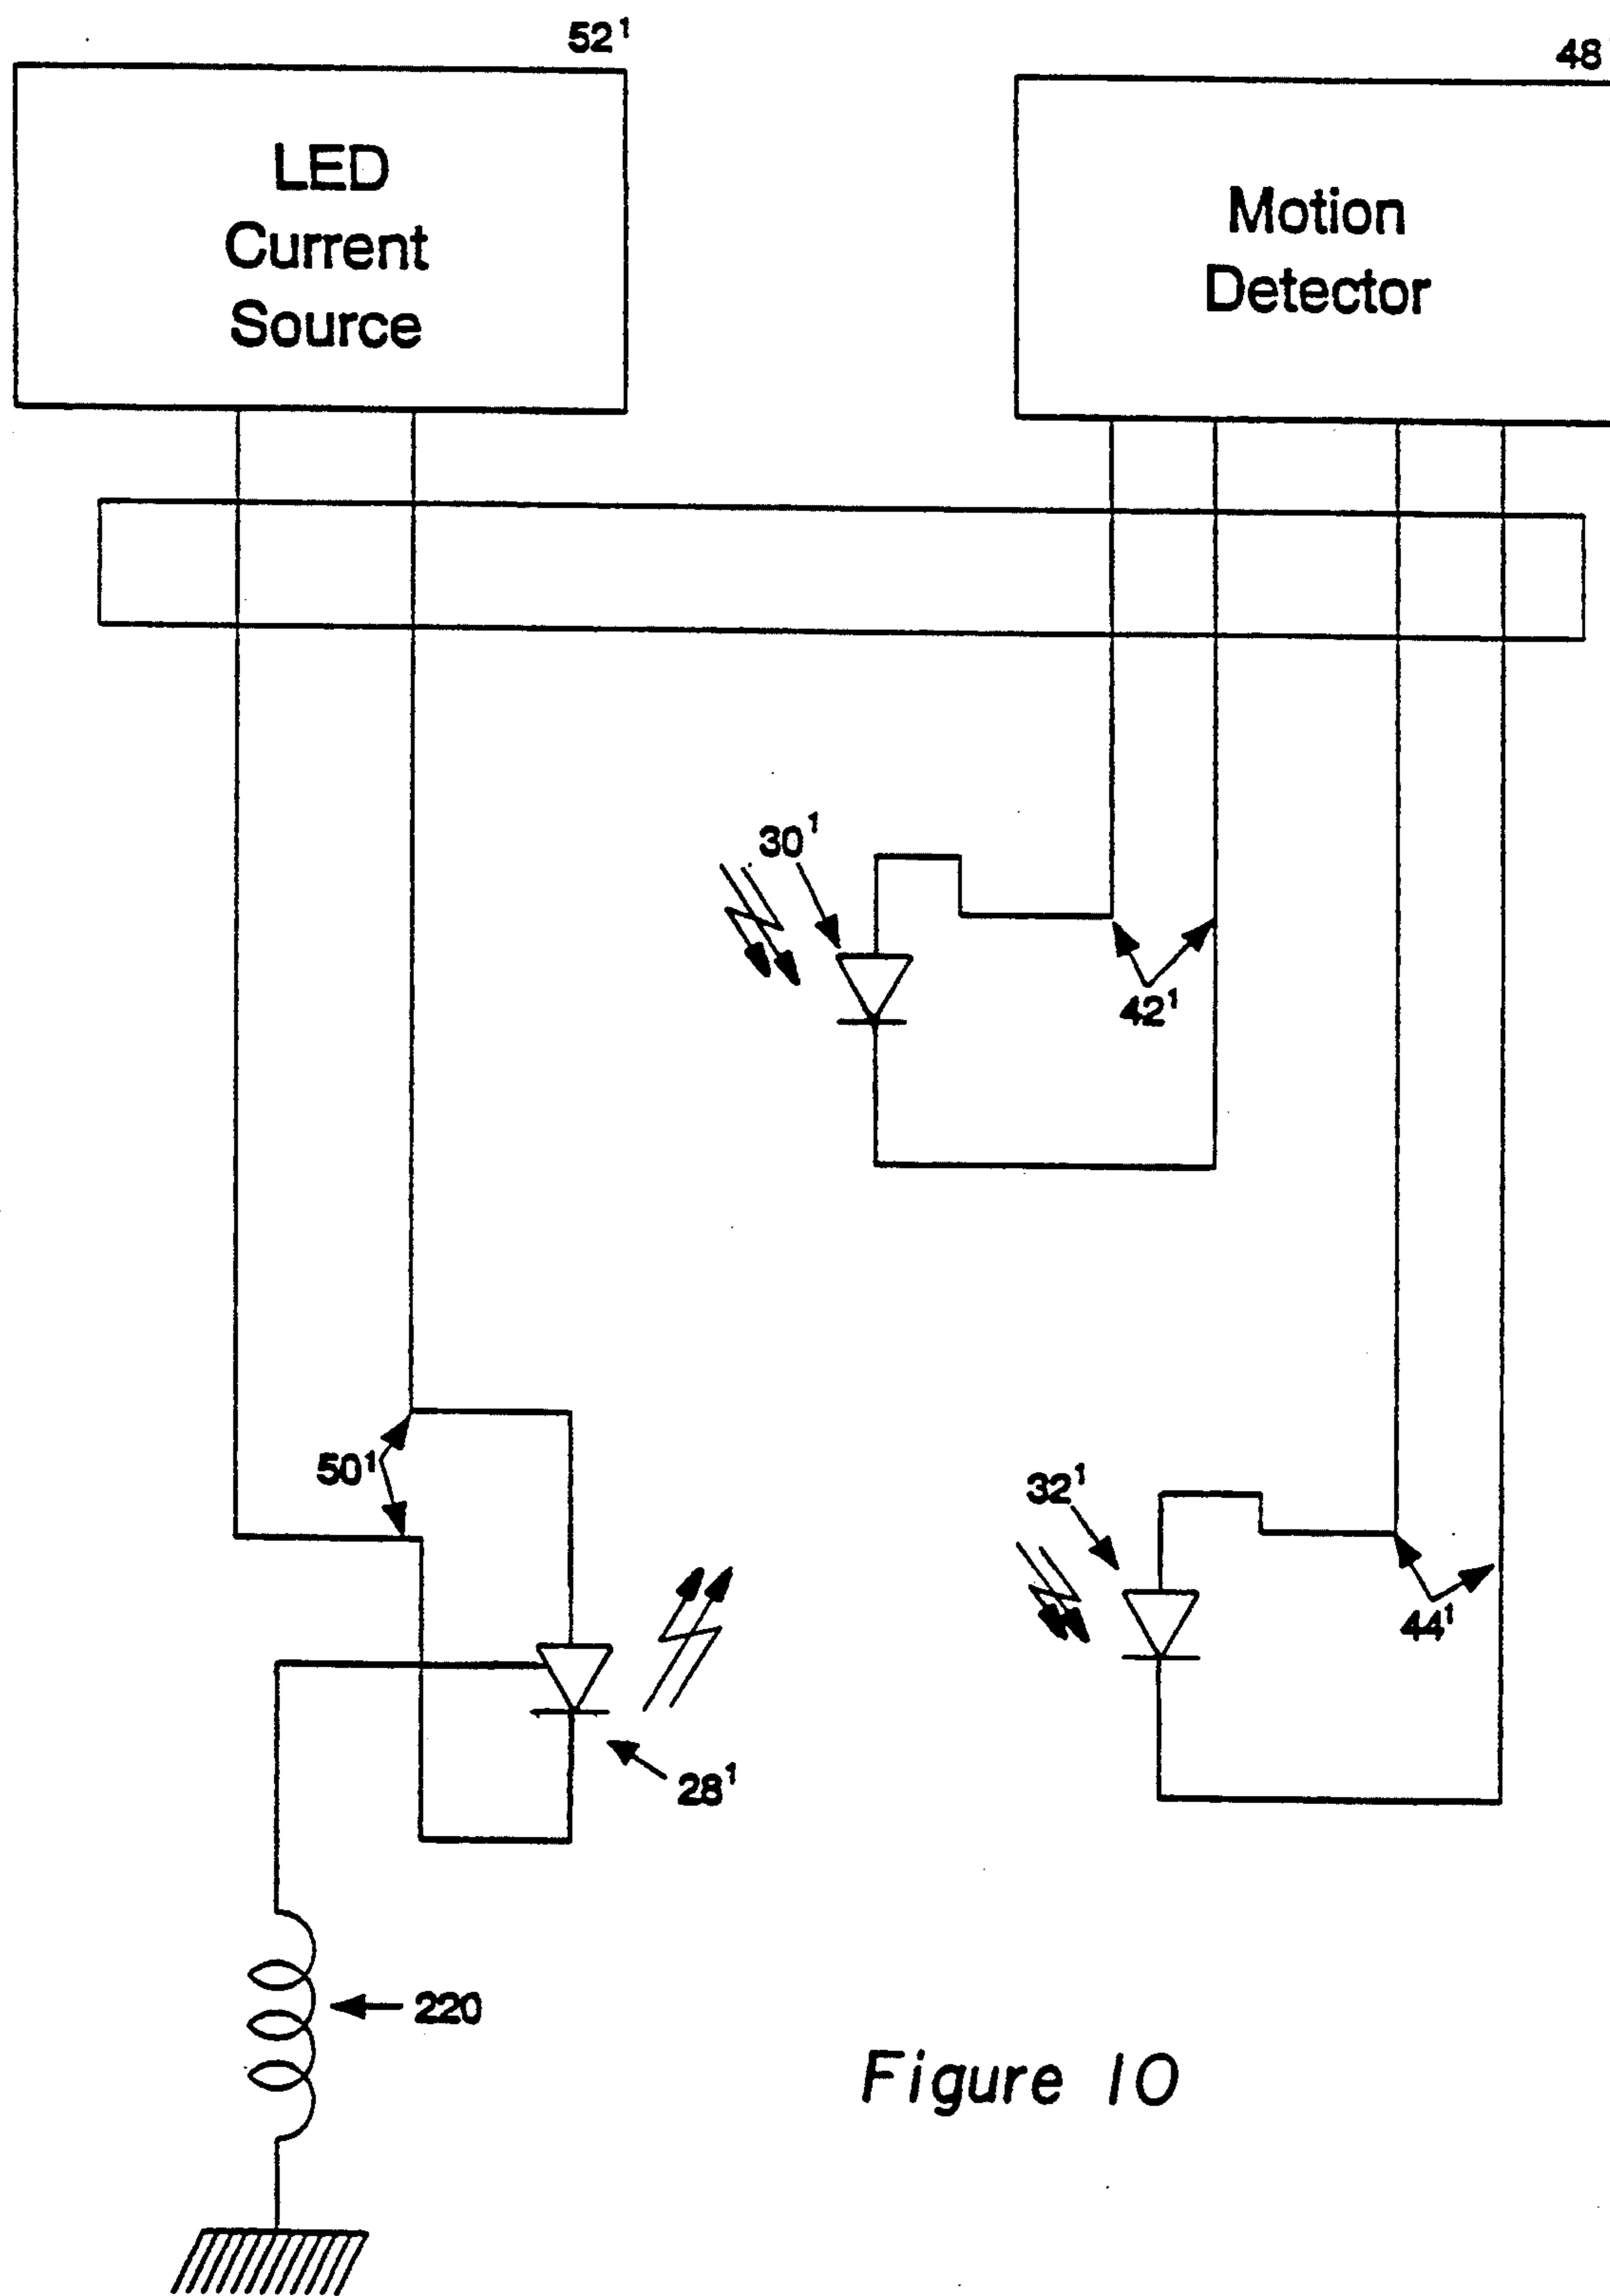 52¹
48
LED
Current
Source
Motion
Detector
30¹
42¹
50¹
32¹
44¹
28¹
220
Figure 10